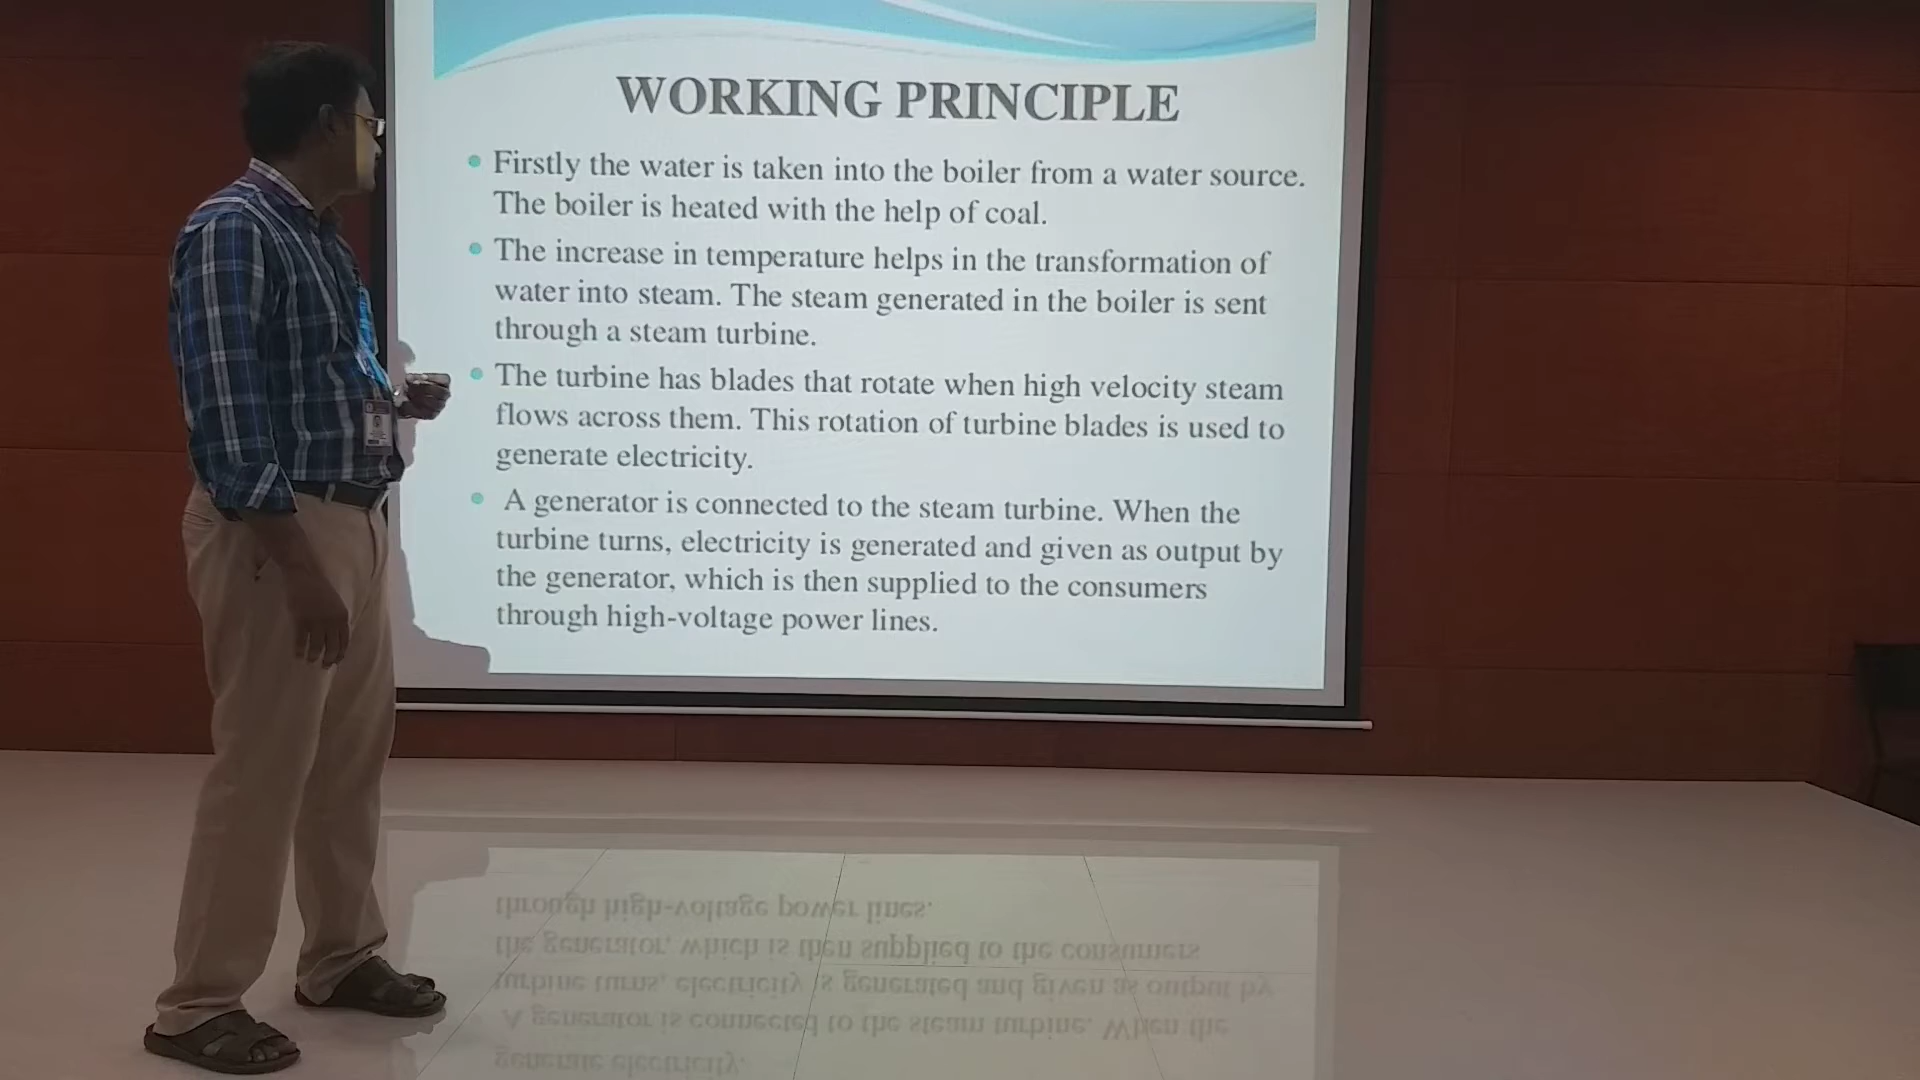 WORKING PRINCIPLE
• Firstly the water is taken into the boiler from a water source.
The boiler is heated with the help of coal.
• The increase in temperature helps in the transformation of
water into steam. The steam generated in the boiler is sent
through a steam turbine.
• The turbine has blades that rotate when high velocity steam
flows across them. This rotation of turbine blades is used to
generate electricity.
• A generator is connected to the steam turbine. When the
turbine turns, electricity is generated and given as output by
the generator, which is then supplied to the consumers
through high-voltage power lines.